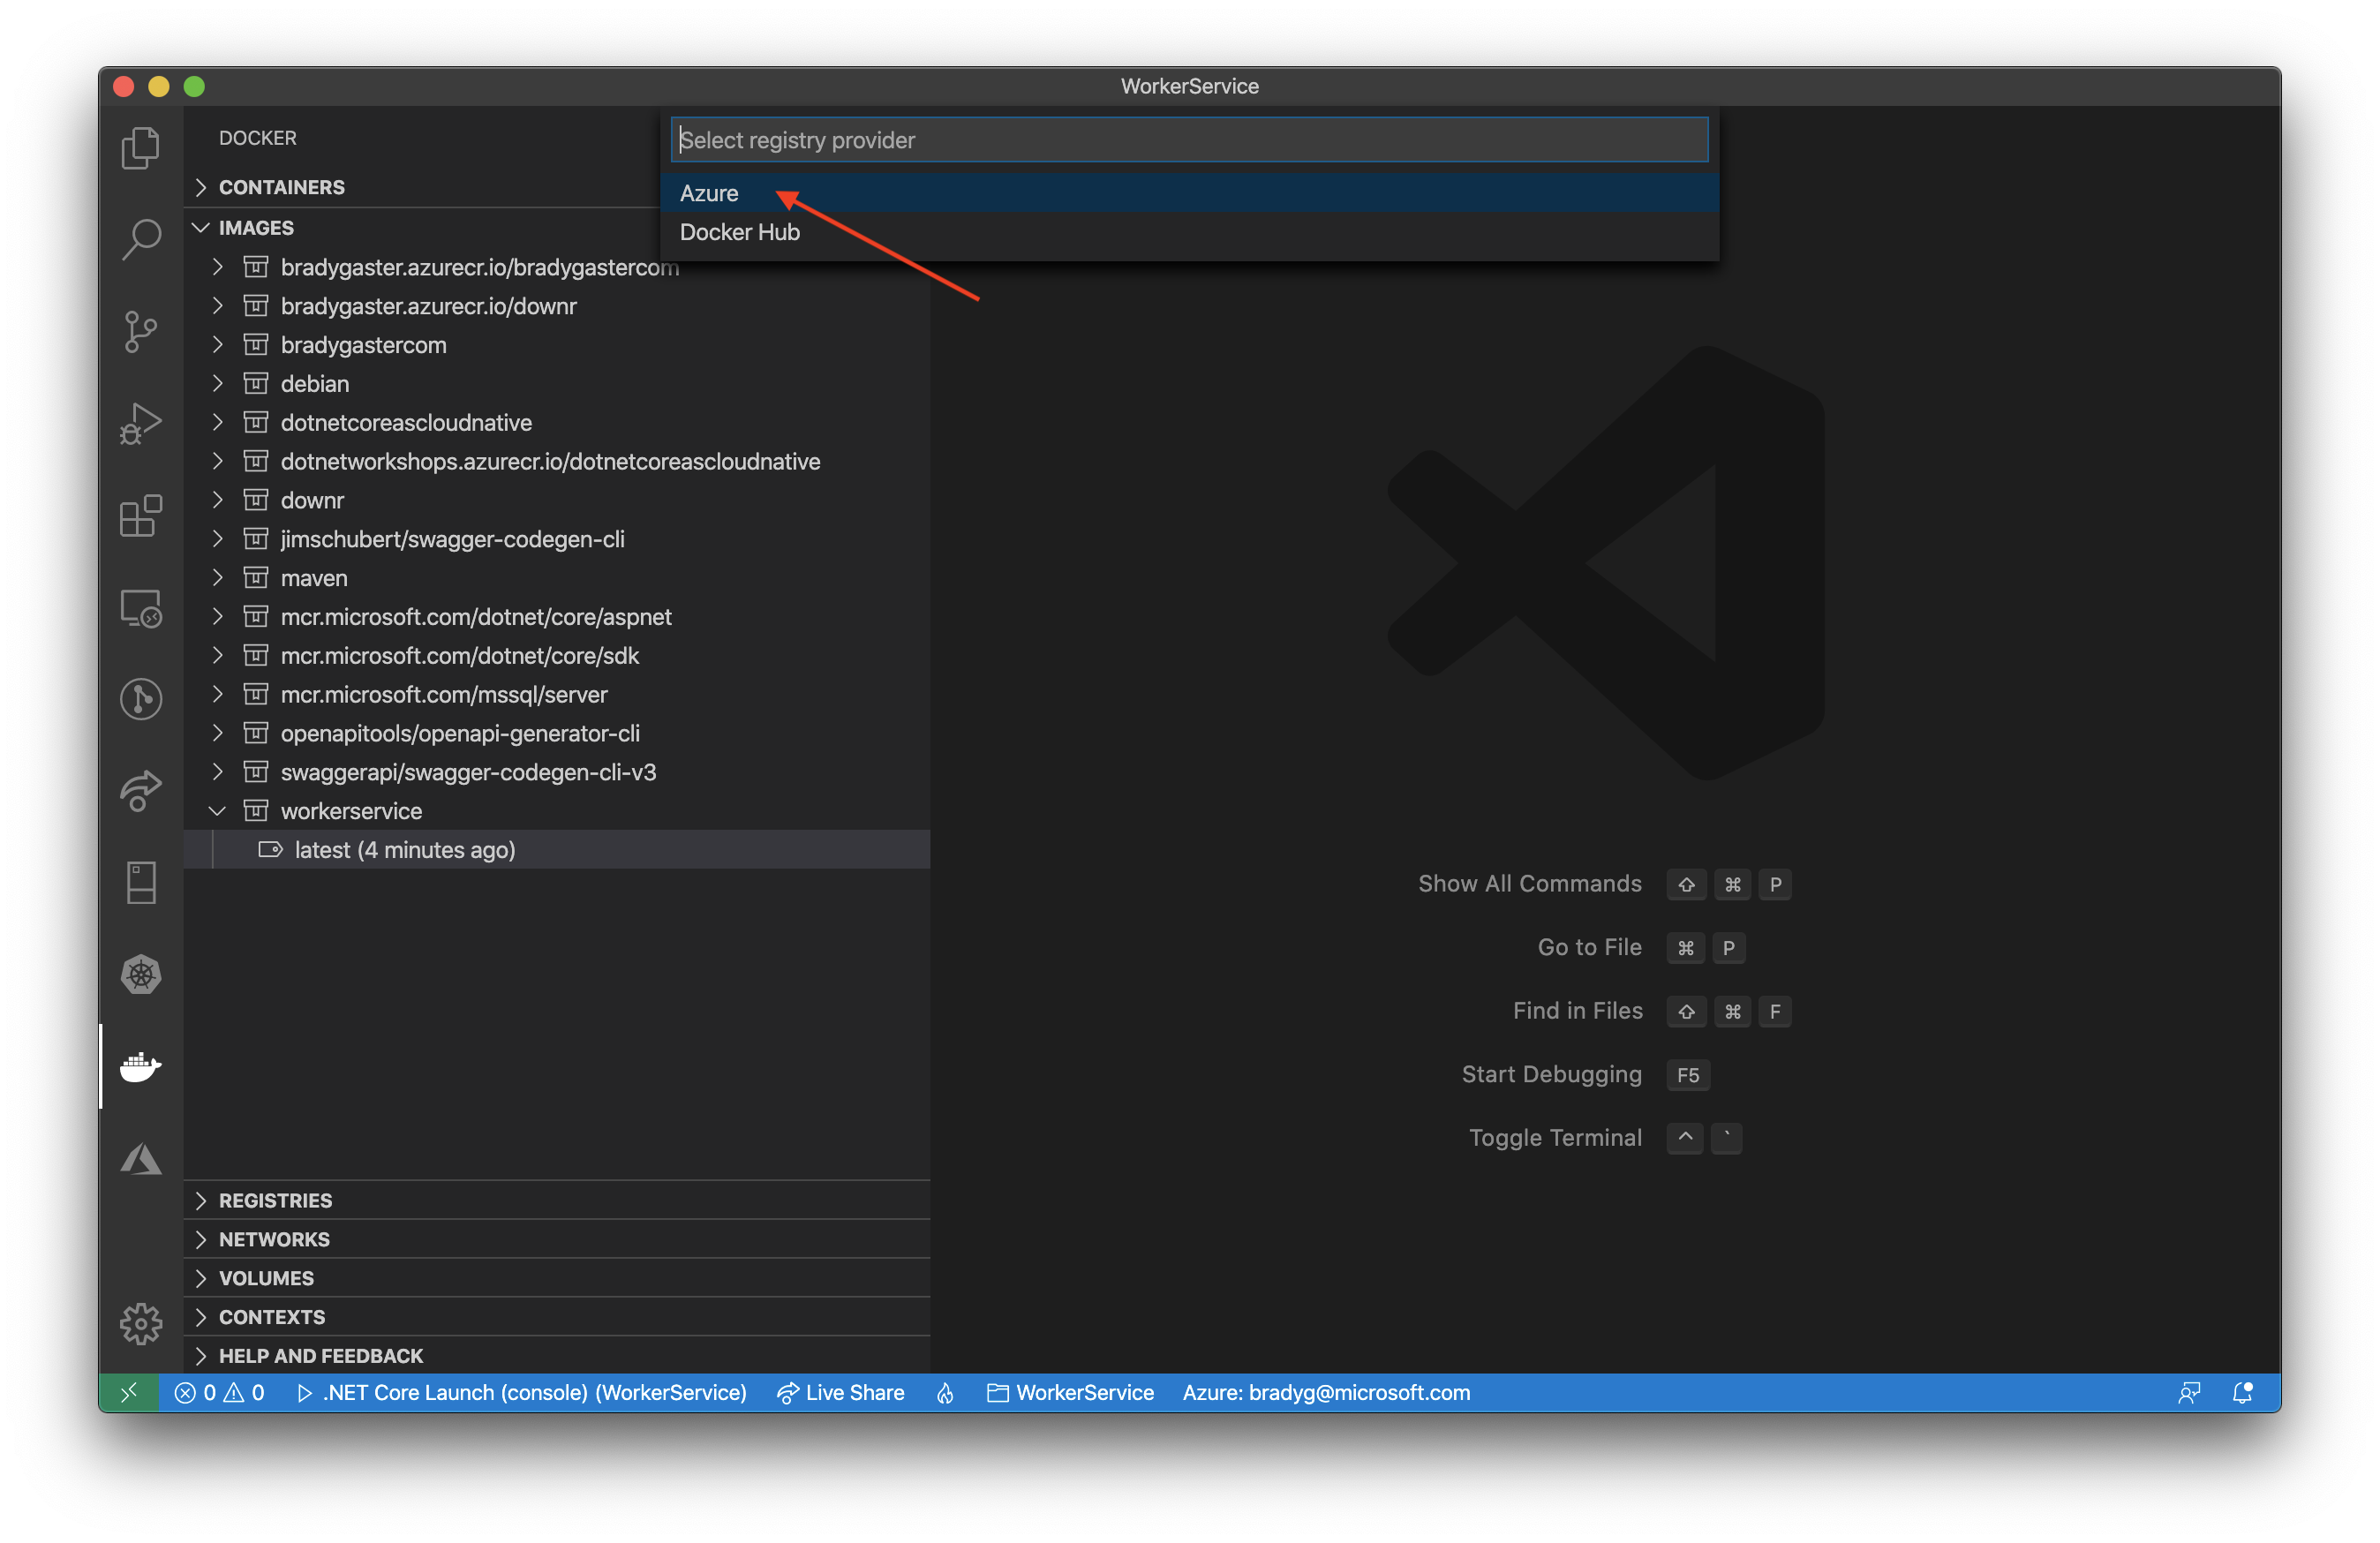 WorkerService
DOCKER
Select registry provider
Azure
Docker Hub
CONTAINERS
IMAGES
bradygaster.azurecr.io/bradygastercom
bradygaster.azurecr.io/downr
bradygastercom
debian
dotnetcoreascloudnative
dotnetworkshops.azurecr.io/dotnetcoreascloudnative
downr
jimschubert/swagger-codegen-cli
maven
mcr.microsoft.com/dotnet/core/aspnet
mcr.microsoft.com/dotnet/core/sdk
mcr.microsoft.com/mssql/server
openapitools/openapi-generator-cli
swaggerapi/swagger-codegen-cli-v3
workerservice
latest (4 minutes ago)
REGISTRIES
NETWORKS
VOLUMES
CONTEXTS
HELP AND FEEDBACK
Show All Commands ⇧ ⌘ P
Go to File ⌘ P
Find in Files ⇧ ⌘ F
Start Debugging F5
Toggle Terminal ^ `
0 0 .NET Core Launch (console) (WorkerService) Live Share WorkerService Azure: bradyg@microsoft.com